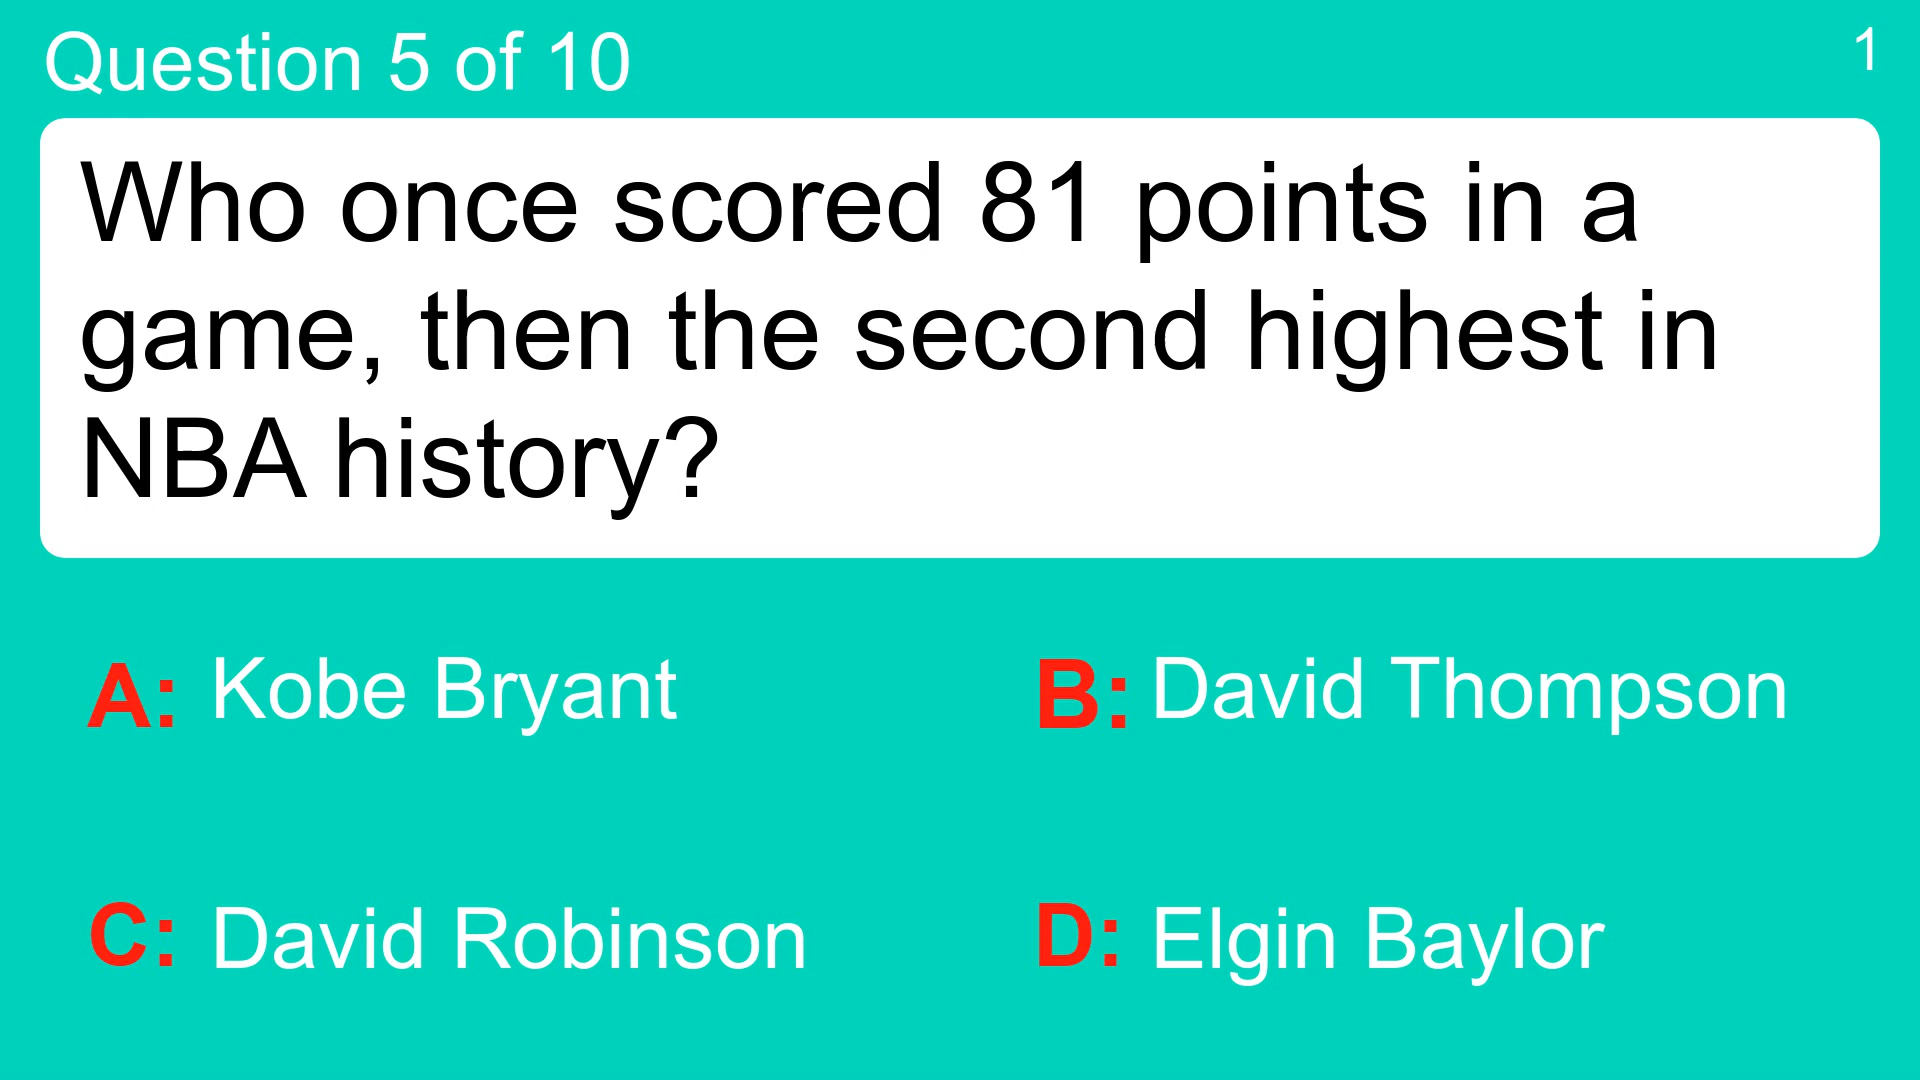 Question 5 of 10
1
Who once scored 81 points in a
game, then the second highest in
NBA history?
A: Kobe Bryant
B: David Thompson
C: David Robinson
D: Elgin Baylor